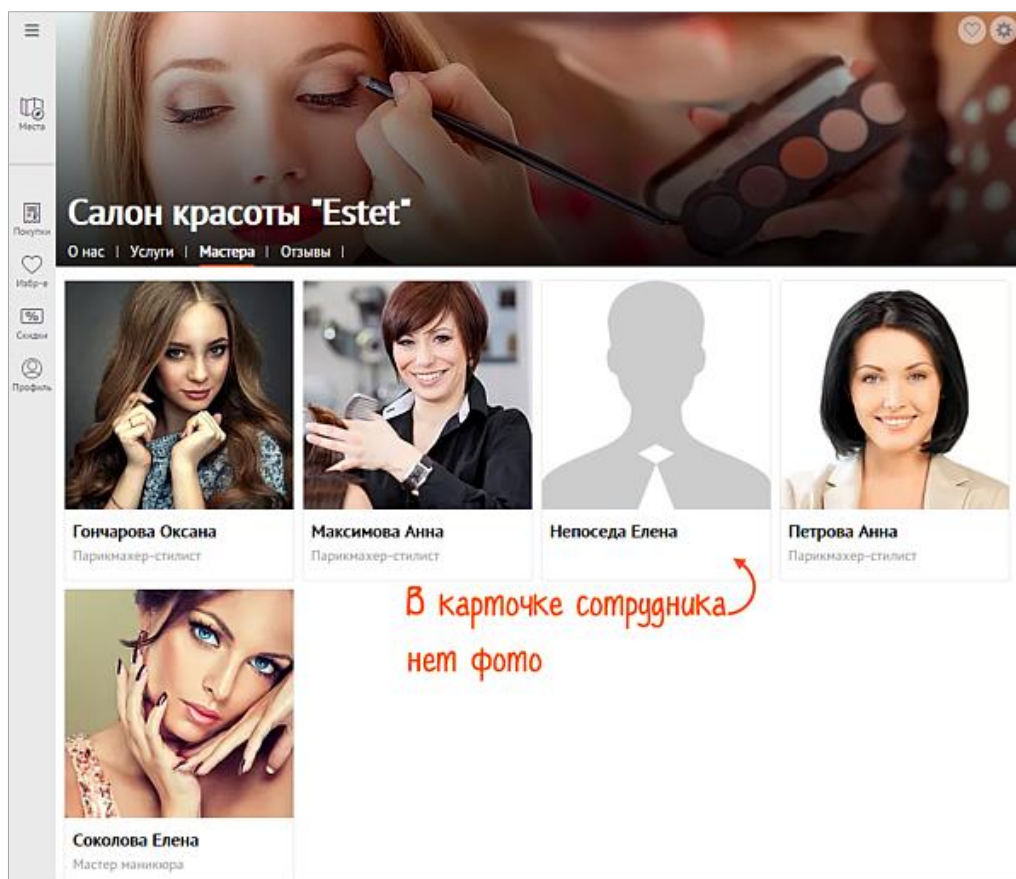 Места
Покупки
Избр-е
Скидки
Профиль
Салон красоты "Estet"
О нас | Услуги | Мастера | Отзывы |
Гончарова Оксана
Парикмахер-стилист
Максимова Анна
Парикмахер-стилист
Непоседа Елена
Петрова Анна
Парикмахер-стилист
В карточке сотрудника
нет фото
Соколова Елена
Мастер маникюра